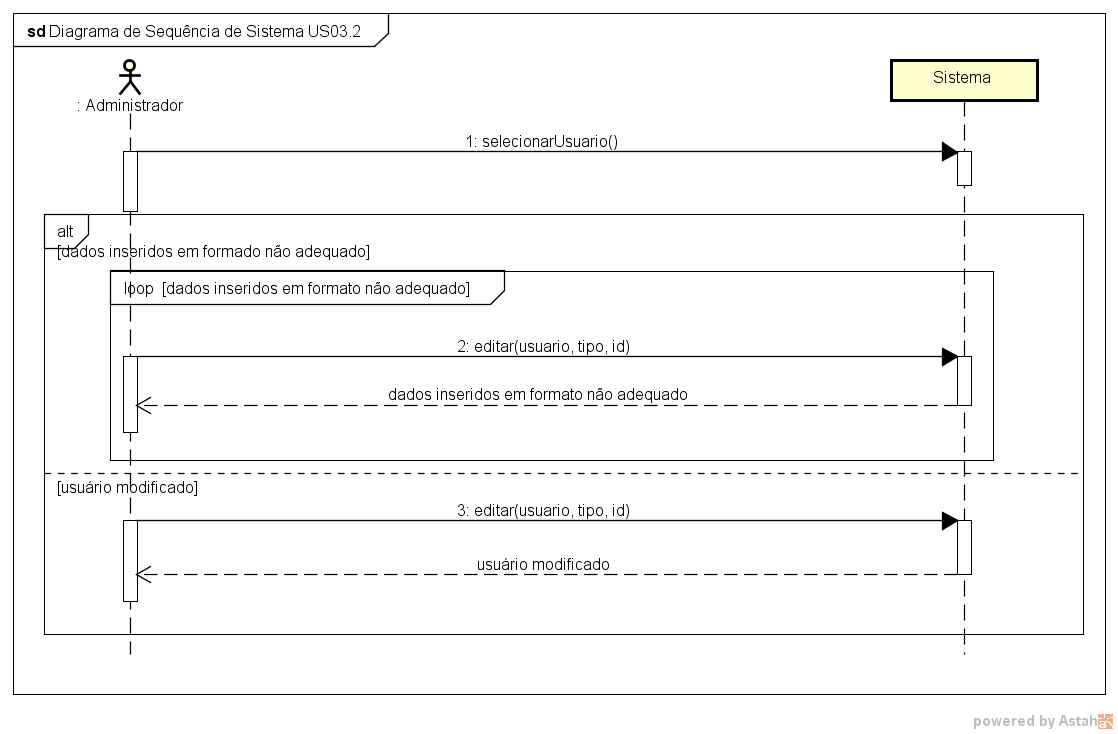 sd Diagrama de Sequência de Sistema US03.2
: Administrador
Sistema
1: selecionarUsuario()
alt
[dados inseridos em formado não adequado]
loop [dados inseridos em formato não adequado]
2: editar(usuario, tipo, id)
dados inseridos em formato não adequado
[usuário modificado]
3: editar(usuario, tipo, id)
usuário modificado
powered by Astah